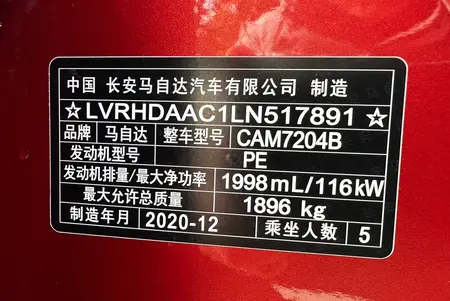 中国 长安马自达汽车有限公司 制造
☆LVRHDAAC1LN517891☆
品牌 马自达 整车型号 CAM7204B
发动机型号 PE
发动机排量/最大净功率 1998mL/116kW
最大允许总质量 1896 kg
制造年月 2020-12 乘坐人数 5